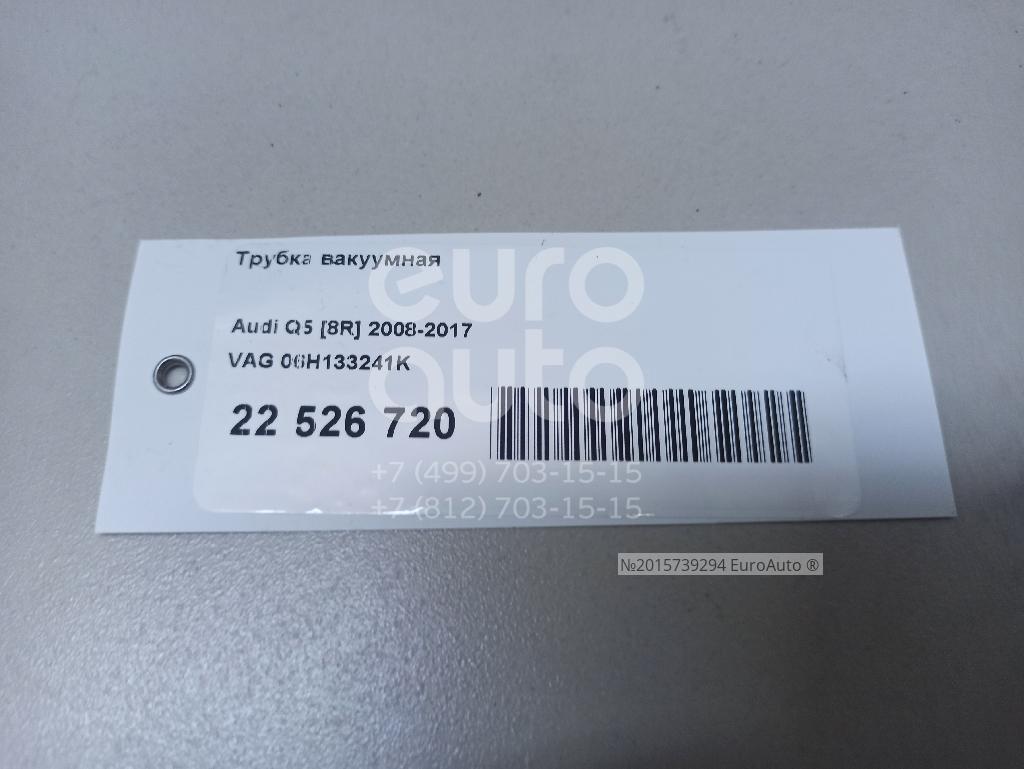 Трубка вакуумная
euro
auto
Audi Q5 [8R] 2008-2017
VAG 06H133241K
22 526 720
+7 (499) 703-15-15
+7 (812) 703-15-15
№2015739294 EuroAuto ®